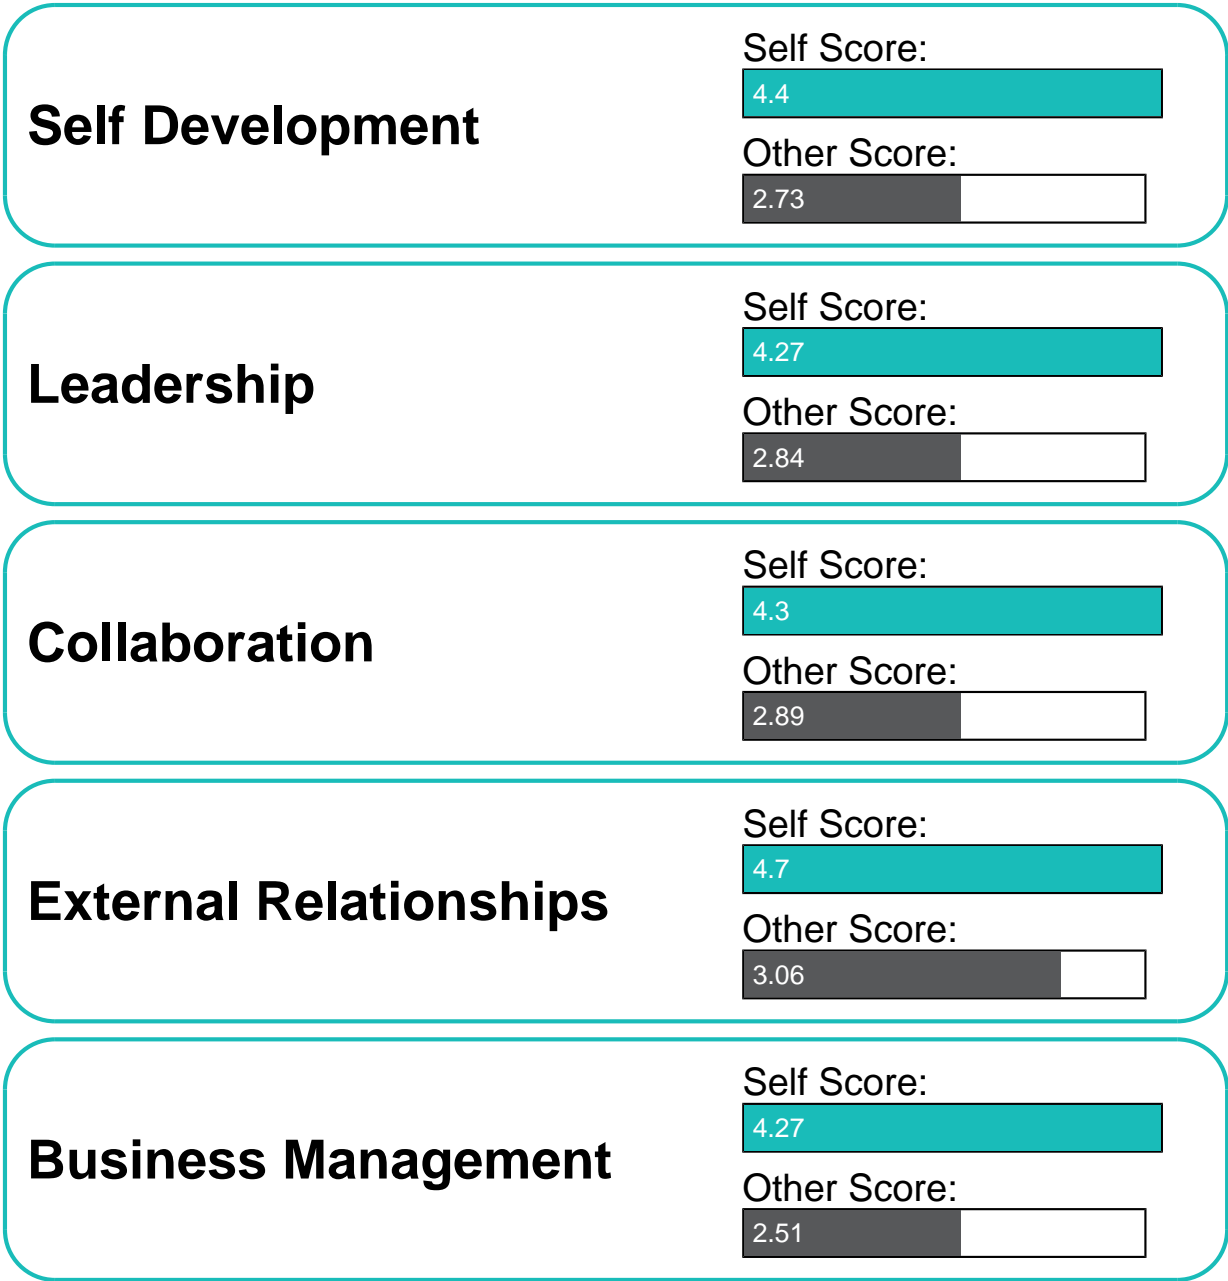 Self Development
Self Score:
4.4
Other Score:
2.73
Leadership
Self Score:
4.27
Other Score:
2.84
Collaboration
Self Score:
4.3
Other Score:
2.89
External Relationships
Self Score:
4.7
Other Score:
3.06
Business Management
Self Score:
4.27
Other Score:
2.51